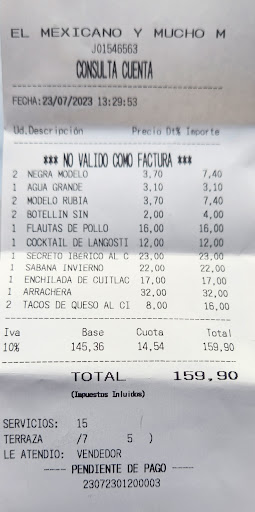 EL MEXICANO Y MUCHO M
J01546563
CONSULTA CUENTA
FECHA:23/07/2023 13:29:53
Ud.Descripción Precio Dt% Importe
*** NO VALIDO COMO FACTURA ***
2 NEGRA MODELO 3,70 7,40
1 AGUA GRANDE 3,10 3,10
2 MODELO RUBIA 3,70 7,40
2 BOTELLIN SIN 2,00 4,00
1 FLAUTAS DE POLLO 16,00 16,00
1 COCKTAIL DE LANGOSTI 12,00 12,00
1 SECRETO IBERICO AL C 23,00 23,00
1 SABANA INVIERNO 22,00 22,00
1 ENCHILADA DE CUITLAC 17,00 17,00
1 ARRACHERA 32,00 32,00
2 TACOS DE QUESO AL CI 8,00 16,00
Iva Base Cuota Total
10% 145,36 14,54 159,90
TOTAL 159,90
(Impuestos Incluidos)
SERVICIOS: 15
TERRAZA /7 5 )
LE ATENDIO: VENDEDOR
---- PENDIENTE DE PAGO ----
23072301200003